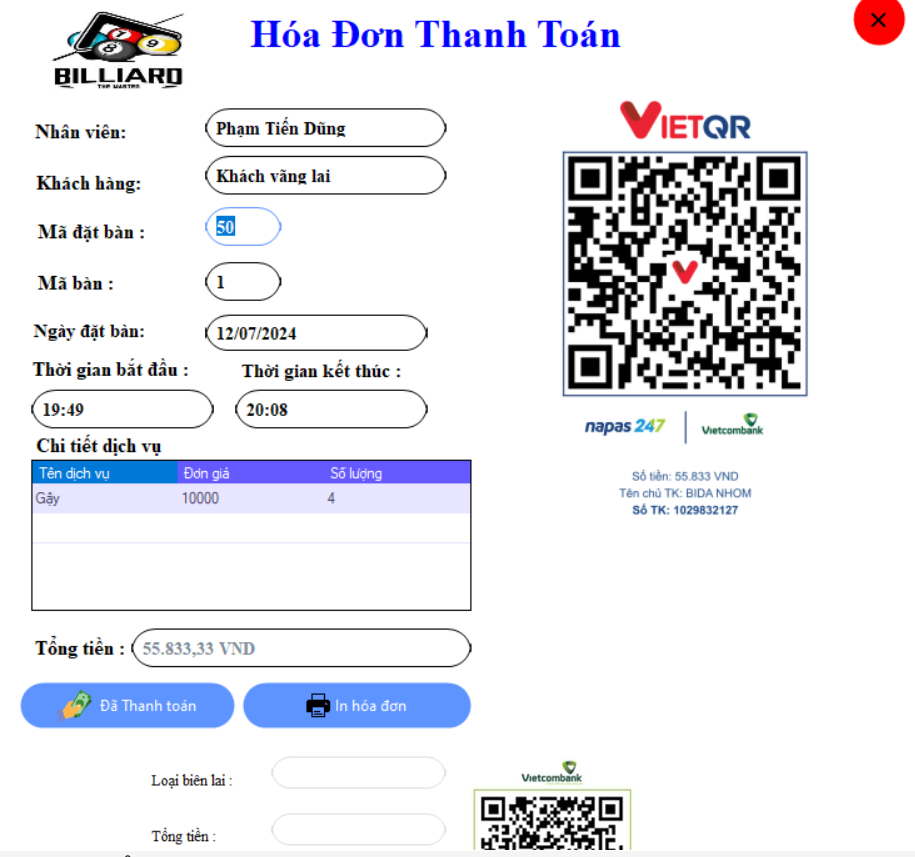 Hóa Đơn Thanh Toán
7 9 8
BILLIARD
THE MASTER
Nhân viên:
Phạm Tiến Dũng
Khách hàng:
Khách vãng lai
Mã đặt bàn :
50
Mã bàn :
1
Ngày đặt bàn:
12/07/2024
Thời gian bắt đầu :
Thời gian kết thúc :
19:49
20:08
Chi tiết dịch vụ
Tên dịch vụ Đơn giá Số lượng
Gậy 10000 4
Tổng tiền :
55.833,33 VND
Đã Thanh toán
In hóa đơn
Loại biên lai :
Tổng tiền :
VIETQR
napas 247
Vietcombank
Số tiền: 55.833 VND
Tên chủ TK: BIDA NHOM
Số TK: 1029832127
Vietcombank